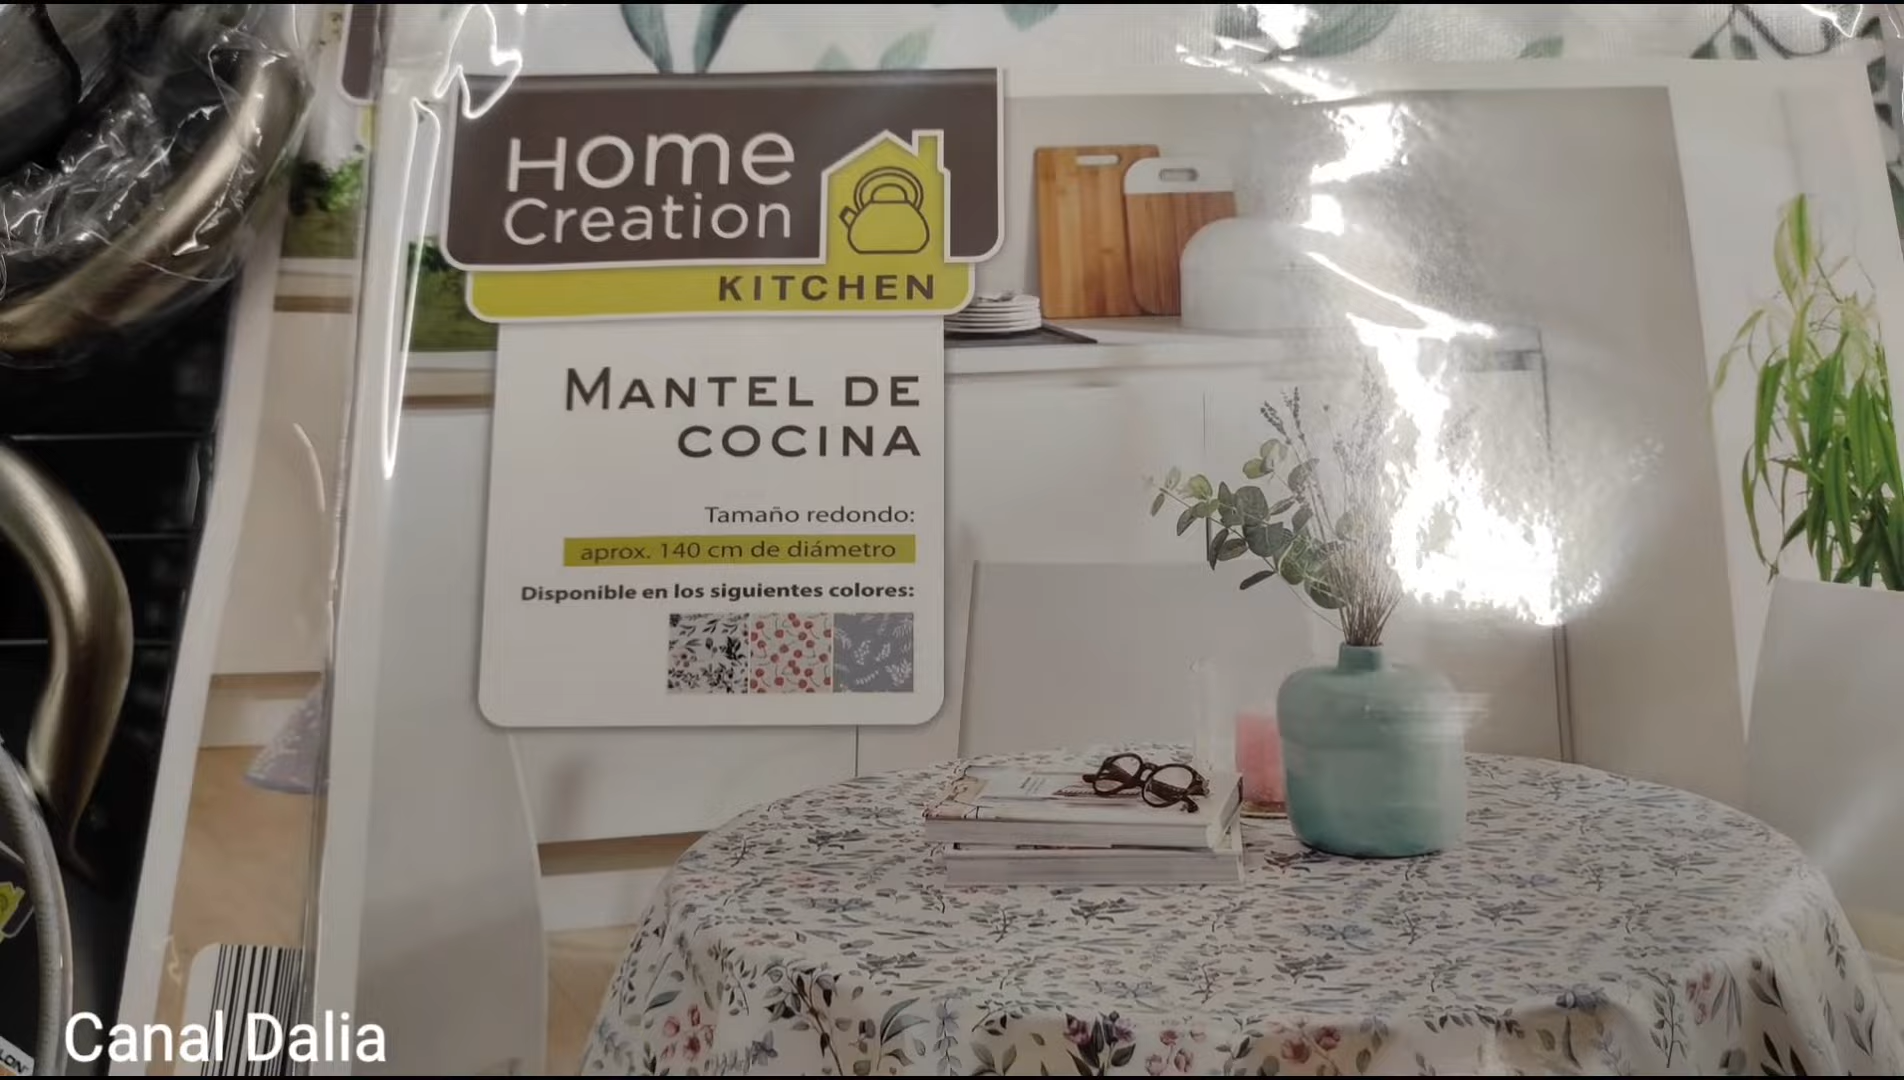 Home
Creation
KITCHEN
MANTEL DE
COCINA
Tamaño redondo:
aprox. 140 cm de diámetro
Disponible en los siguientes colores:
Canal Dalia